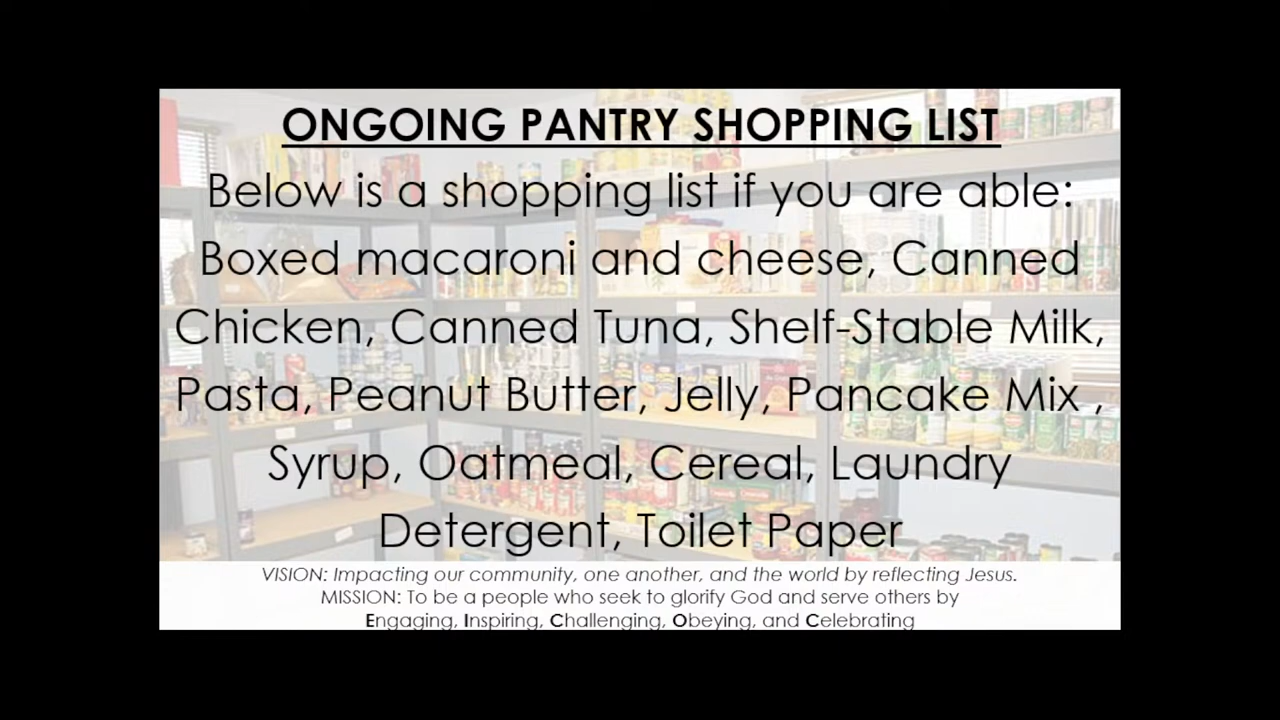 ONGOING PANTRY SHOPPING LIST
Below is a shopping list if you are able:
Boxed macaroni and cheese, Canned
Chicken, Canned Tuna, Shelf-Stable Milk,
Pasta, Peanut Butter, Jelly, Pancake Mix ,
Syrup, Oatmeal, Cereal, Laundry
Detergent, Toilet Paper
VISION: Impacting our community, one another, and the world by reflecting Jesus.
MISSION: To be a people who seek to glorify God and serve others by
Engaging, Inspiring, Challenging, Obeying, and Celebrating